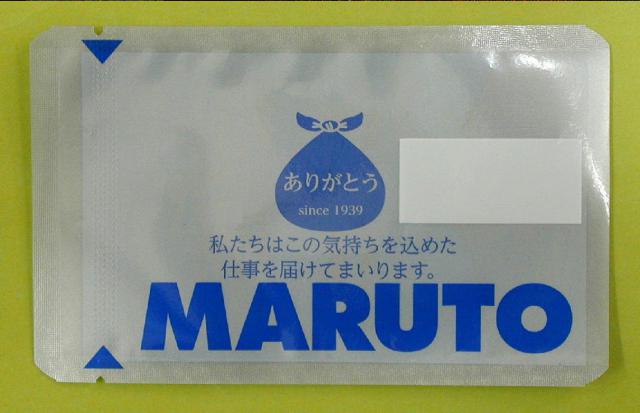 ありがとう
since 1939
私たちはこの気持ちを込めた
仕事を届けてまいります。
MARUTO